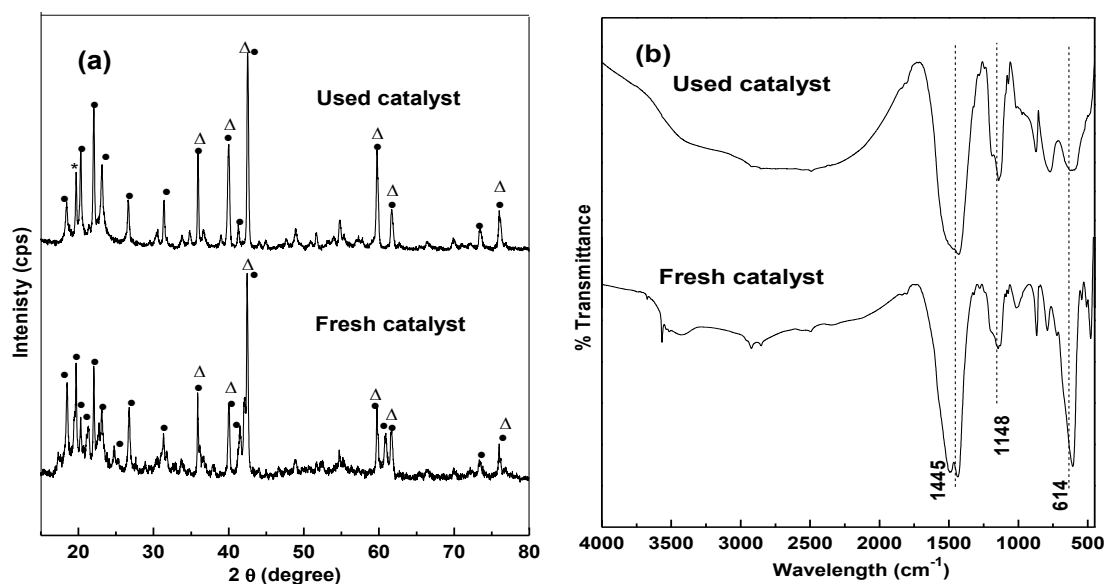 (a)
Used catalyst
Fresh catalyst
Intenisty (cps)
20 30 40 50 60 70 80
2 θ (degree)
(b)
Used catalyst
Fresh catalyst
% Transmittance
1445
1148
614
4000 3500 3000 2500 2000 1500 1000 500
Wavelength (cm⁻¹)